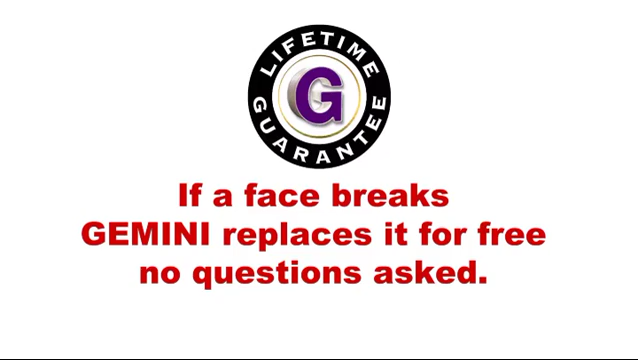 LIFETIME
G
GUARANTEE
If a face breaks
GEMINI replaces it for free
no questions asked.